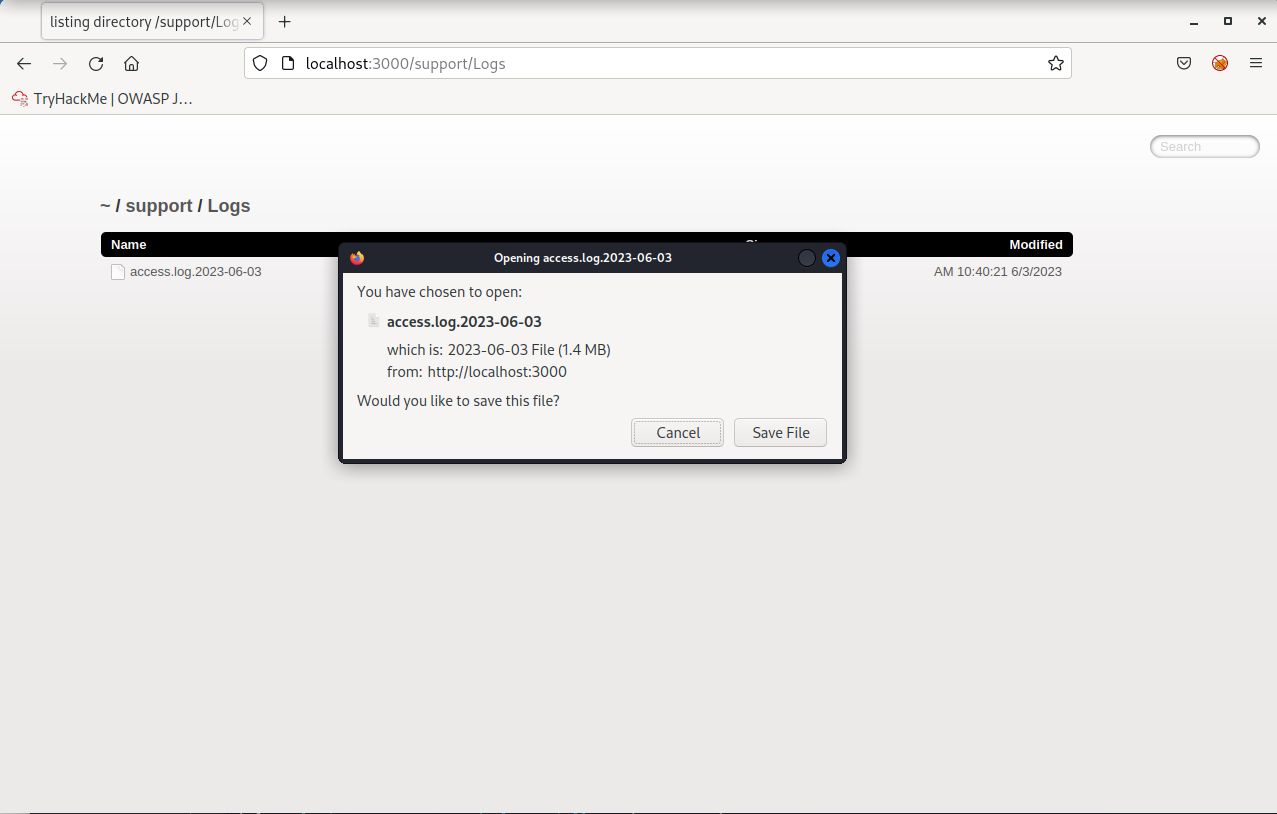 listing directory /support/Log
localhost:3000/support/Logs
TryHackMe | OWASP J…
Search
~ / support / Logs
Name Modified
access.log.2023-06-03 AM 10:40:21 6/3/2023
Opening access.log.2023-06-03
You have chosen to open:
access.log.2023-06-03
which is: 2023-06-03 File (1.4 MB)
from: http://localhost:3000
Would you like to save this file?
Cancel Save File